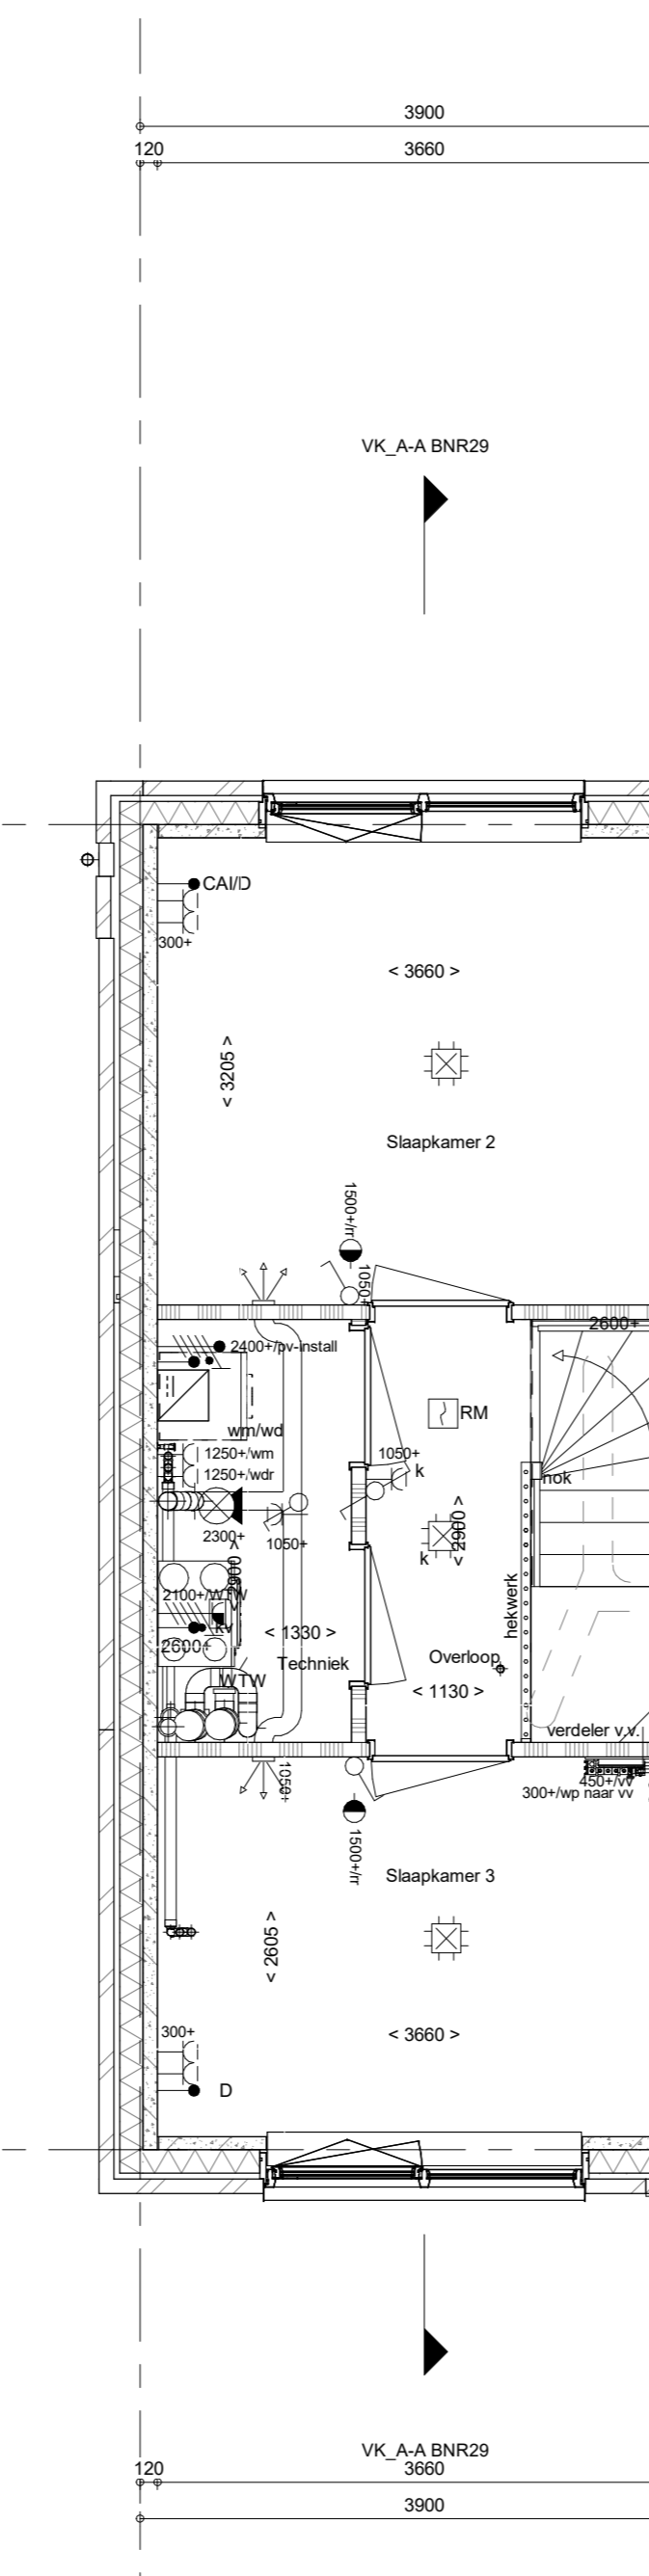 3900
120
3660
VK_A-A BNR29
CAI/D
300+
< 3660 >
< 3205 >
Slaapkamer 2
1500+/rr
1050+
2600+
2400+/pv-install
RM
wm/wd
1050+
k
1250+/wm
1250+/wdr
hok
2300+
1050+
< 2900 >
k
< 2900 >
2100+/WTW
hekwerk
kv
2600+
< 1330 >
Techniek
Overloop
WTW
< 1130 >
verdeler v.v.
1050+
450+/vv
300+/wp naar vv
1500+/rr
Slaapkamer 3
< 2605 >
300+
< 3660 >
D
VK_A-A BNR29
120
3660
3900